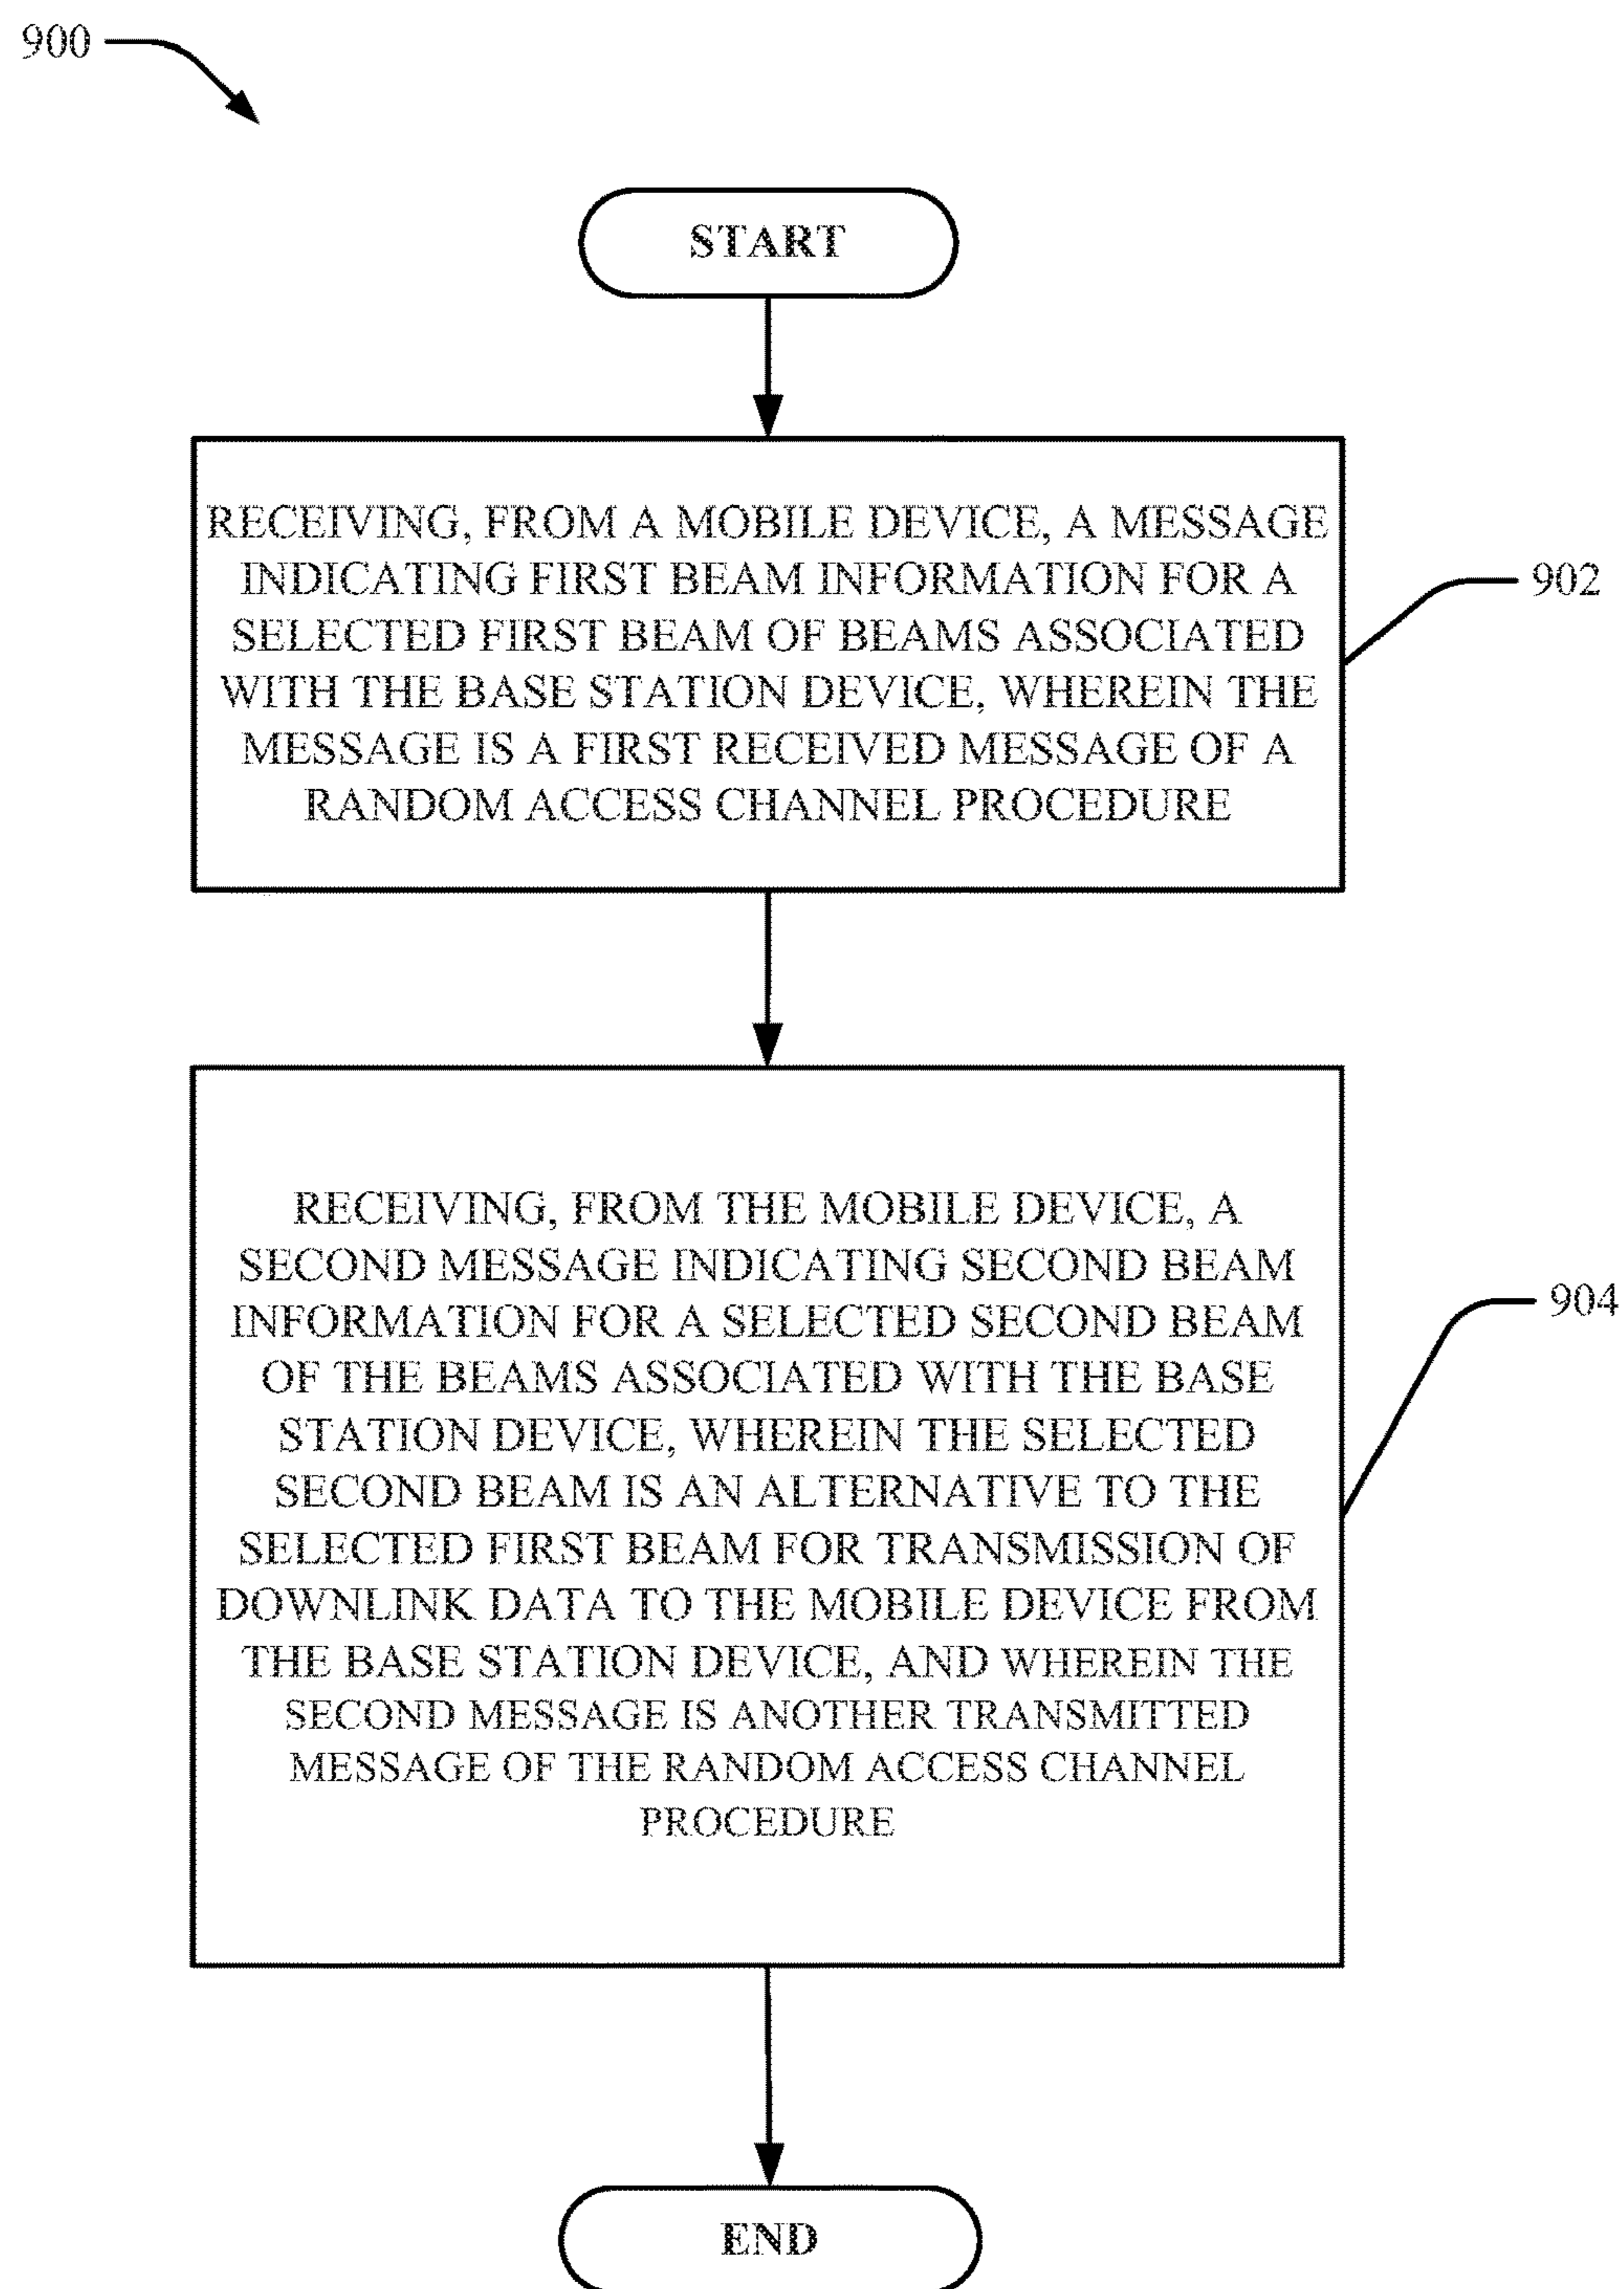 900
START
RECEIVING, FROM A MOBILE DEVICE, A MESSAGE
INDICATING FIRST BEAM INFORMATION FOR A
SELECTED FIRST BEAM OF BEAMS ASSOCIATED
WITH THE BASE STATION DEVICE, WHEREIN THE
MESSAGE IS A FIRST RECEIVED MESSAGE OF A
RANDOM ACCESS CHANNEL PROCEDURE
902
RECEIVING, FROM THE MOBILE DEVICE, A
SECOND MESSAGE INDICATING SECOND BEAM
INFORMATION FOR A SELECTED SECOND BEAM
OF THE BEAMS ASSOCIATED WITH THE BASE
STATION DEVICE, WHEREIN THE SELECTED
SECOND BEAM IS AN ALTERNATIVE TO THE
SELECTED FIRST BEAM FOR TRANSMISSION OF
DOWNLINK DATA TO THE MOBILE DEVICE FROM
THE BASE STATION DEVICE, AND WHEREIN THE
SECOND MESSAGE IS ANOTHER TRANSMITTED
MESSAGE OF THE RANDOM ACCESS CHANNEL
PROCEDURE
904
END